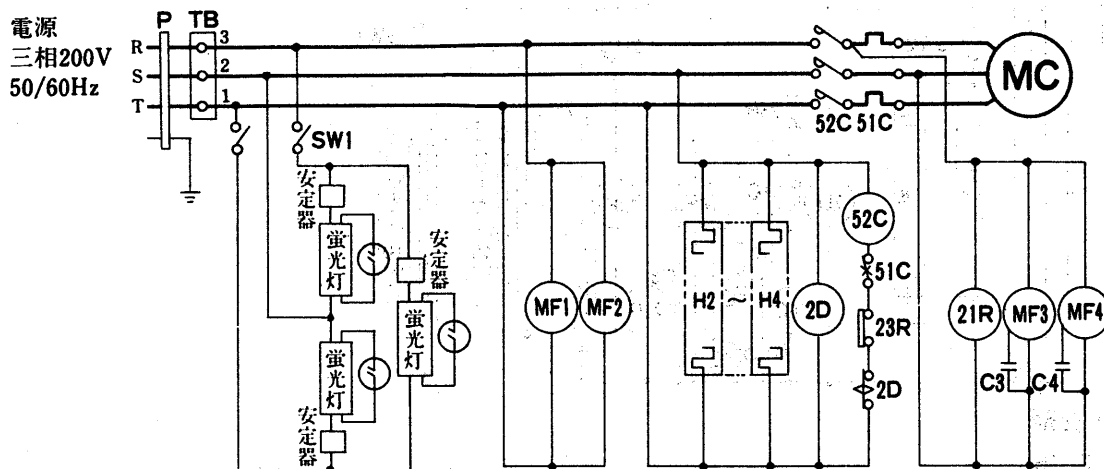 電源
三相200V
50/60Hz
P
TB
R
3
S
2
T
1
SW1
安定器
蛍光灯
安定器
蛍光灯
蛍光灯
安定器
MF1
MF2
H2
~
H4
2D
52C
51C
23R
2D
52C
51C
MC
21R
MF3
MF4
C3
C4